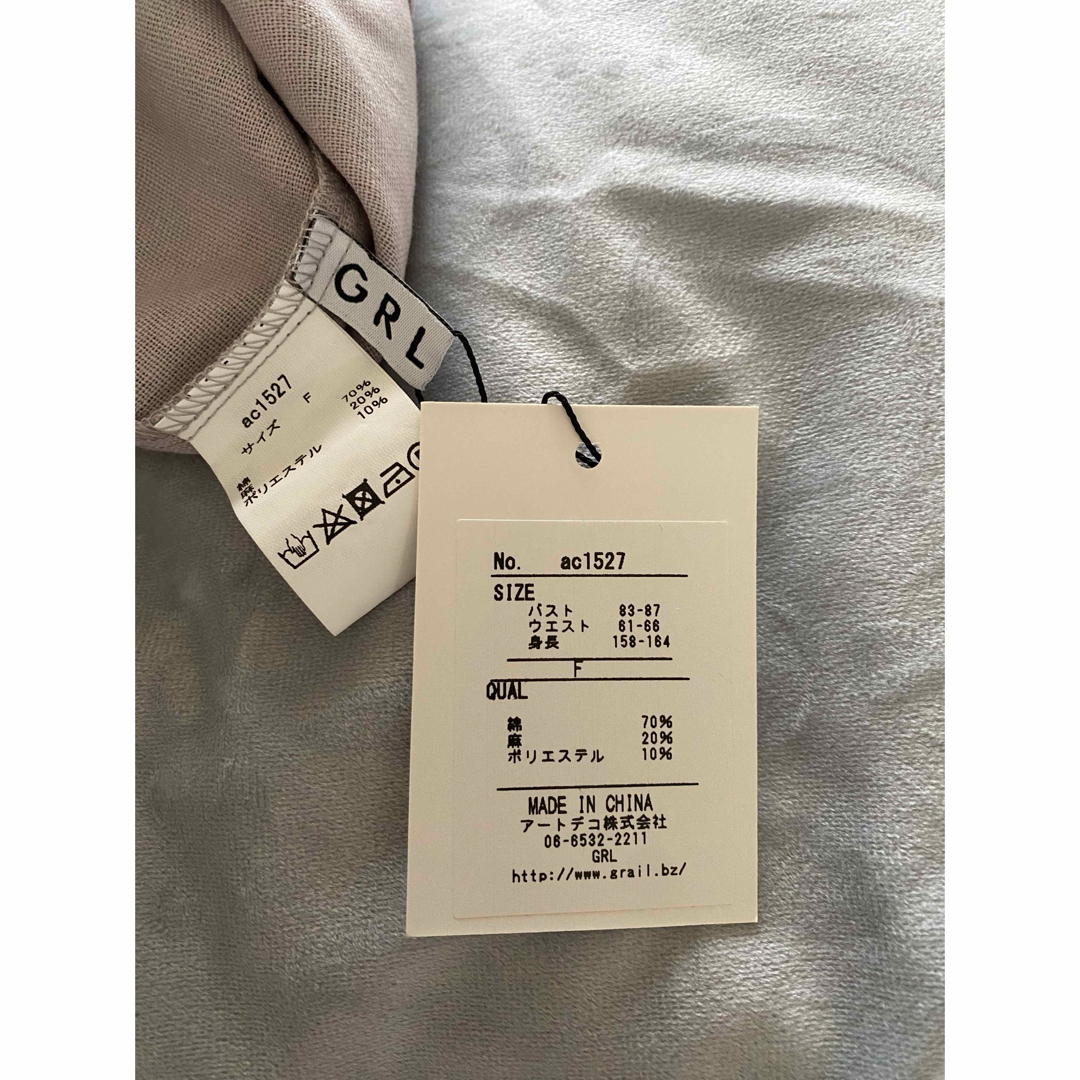 GRL
ac1527
サイズ F
綿 70%
麻 20%
ポリエステル 10%
No. ac1527
SIZE
バスト 83-87
ウエスト 61-66
身長 158-164
F
QUAL
綿 70%
麻 20%
ポリエステル 10%
MADE IN CHINA
アートデコ株式会社
06-6532-2211
GRL
http://www.grail.bz/